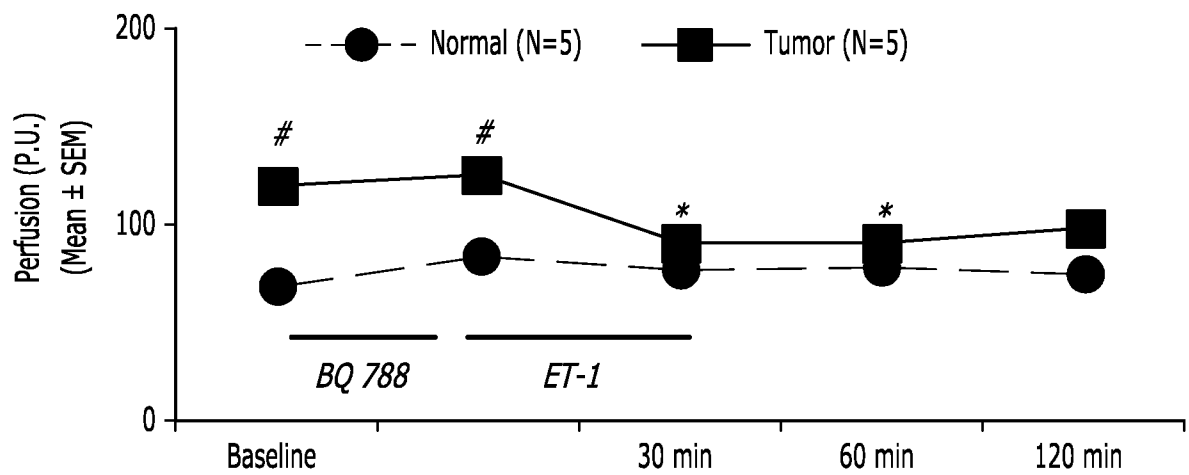 200
Normal (N=5)
Tumor (N=5)
Perfusion (P.U.)
(Mean ± SEM)
#
#
100
*
*
BQ 788
ET-1
0
Baseline
30 min
60 min
120 min